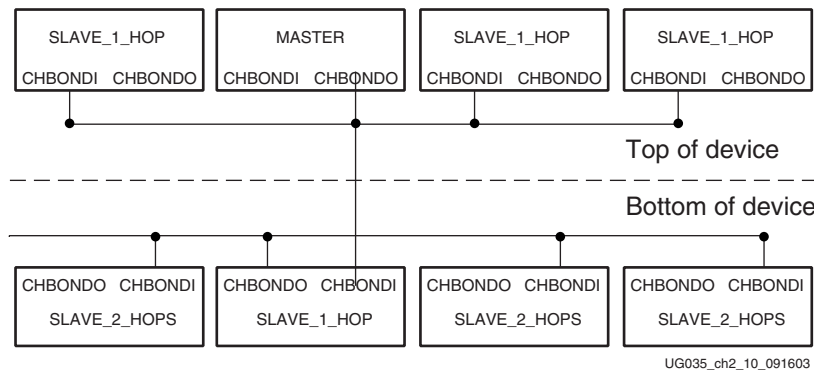 SLAVE_1_HOP MASTER SLAVE_1_HOP SLAVE_1_HOP
CHBONDI CHBONDO CHBONDI CHBONDO CHBONDI CHBONDO CHBONDI CHBONDO
Top of device
Bottom of device
CHBONDO CHBONDI CHBONDO CHBONDI CHBONDO CHBONDI CHBONDO CHBONDI
SLAVE_2_HOPS SLAVE_1_HOP SLAVE_2_HOPS SLAVE_2_HOPS
UG035_ch2_10_091603